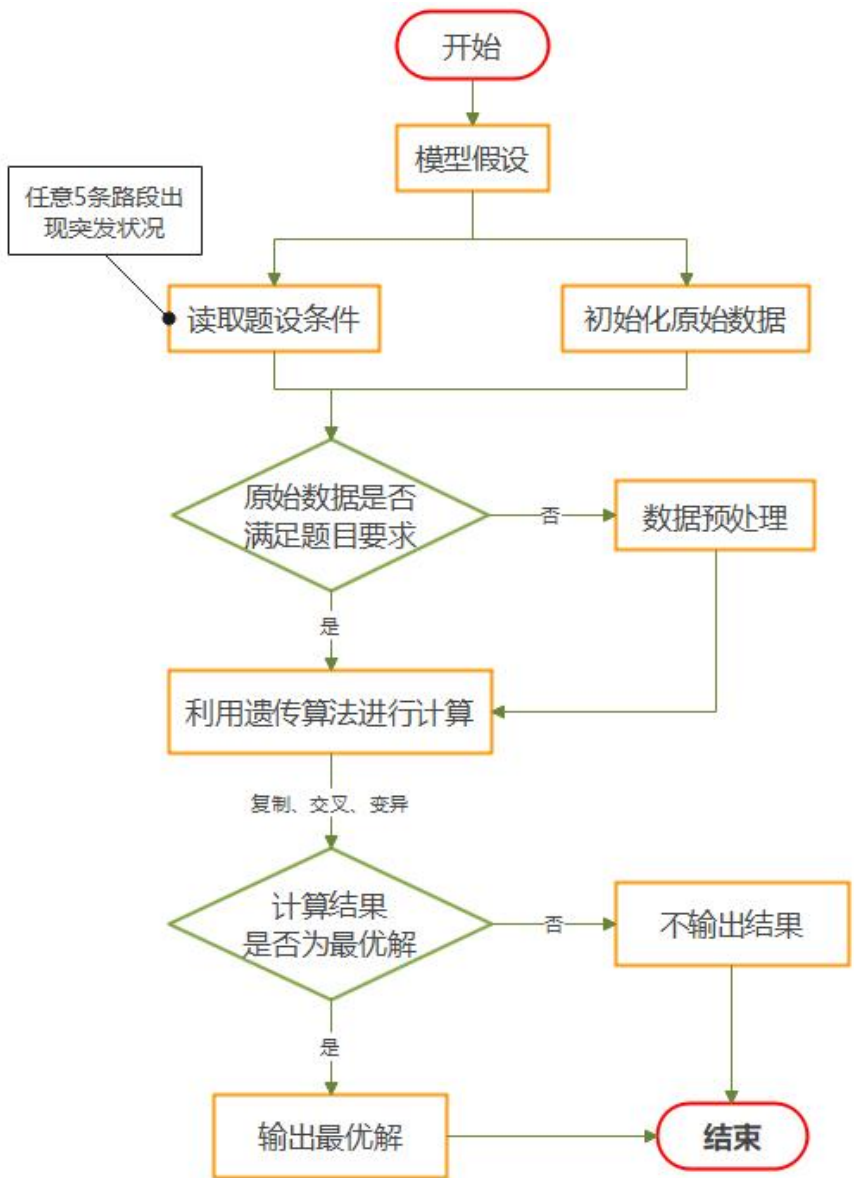 开始
模型假设
任意5条路段出
现突发状况
读取题设条件
初始化原始数据
原始数据是否
满足题目要求
否
数据预处理
是
利用遗传算法进行计算
复制、交叉、变异
计算结果
是否为最优解
否
不输出结果
是
输出最优解
结束